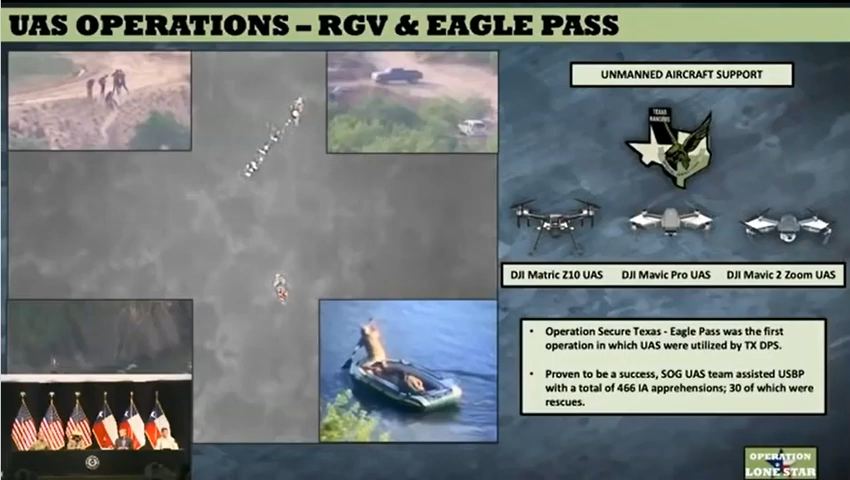 UAS OPERATIONS – RGV & EAGLE PASS
UNMANNED AIRCRAFT SUPPORT
TEXAS
RANGERS
DJI Matric Z10 UAS DJI Mavic Pro UAS DJI Mavic 2 Zoom UAS
• Operation Secure Texas - Eagle Pass was the first
operation in which UAS were utilized by TX DPS.
• Proven to be a success, SOG UAS team assisted USBP
with a total of 466 IA apprehensions; 30 of which were
rescues.
OPERATION
LONE STAR